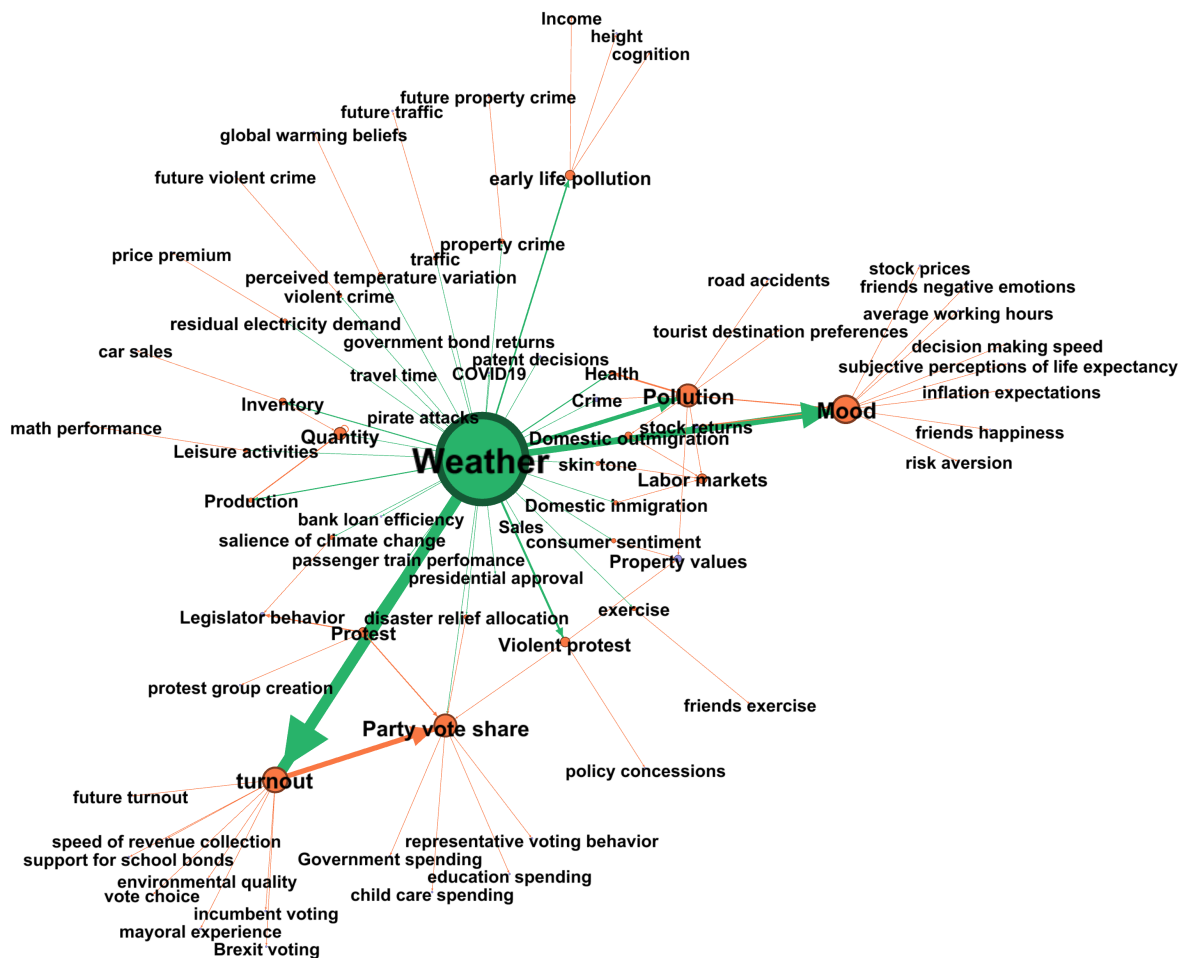 Income
height
cognition
future property crime
future traffic
global warming beliefs
future violent crime
early life pollution
property crime
price premium
traffic
perceived temperature variation
violent crime
stock prices
road accidents
friends negative emotions
average working hours
residual electricity demand
tourist destination preferences
government bond returns
decision making speed
car sales
patent decisions
subjective perceptions of life expectancy
travel time
COVID19
Health
inflation expectations
Pollution
Crime
Inventory
Mood
pirate attacks
math performance
stock returns
friends happiness
Quantity
Domestic outmigration
Leisure activities
Weather
skin tone
risk aversion
Labor markets
Production
Domestic inmigration
bank loan efficiency
Sales
salience of climate change
consumer sentiment
passenger train perfomance
Property values
presidential approval
exercise
Legislator behavior
disaster relief allocation
Protest
Violent protest
protest group creation
friends exercise
Party vote share
policy concessions
turnout
future turnout
speed of revenue collection
representative voting behavior
support for school bonds
Government spending
education spending
environmental quality
vote choice
child care spending
incumbent voting
mayoral experience
Brexit voting